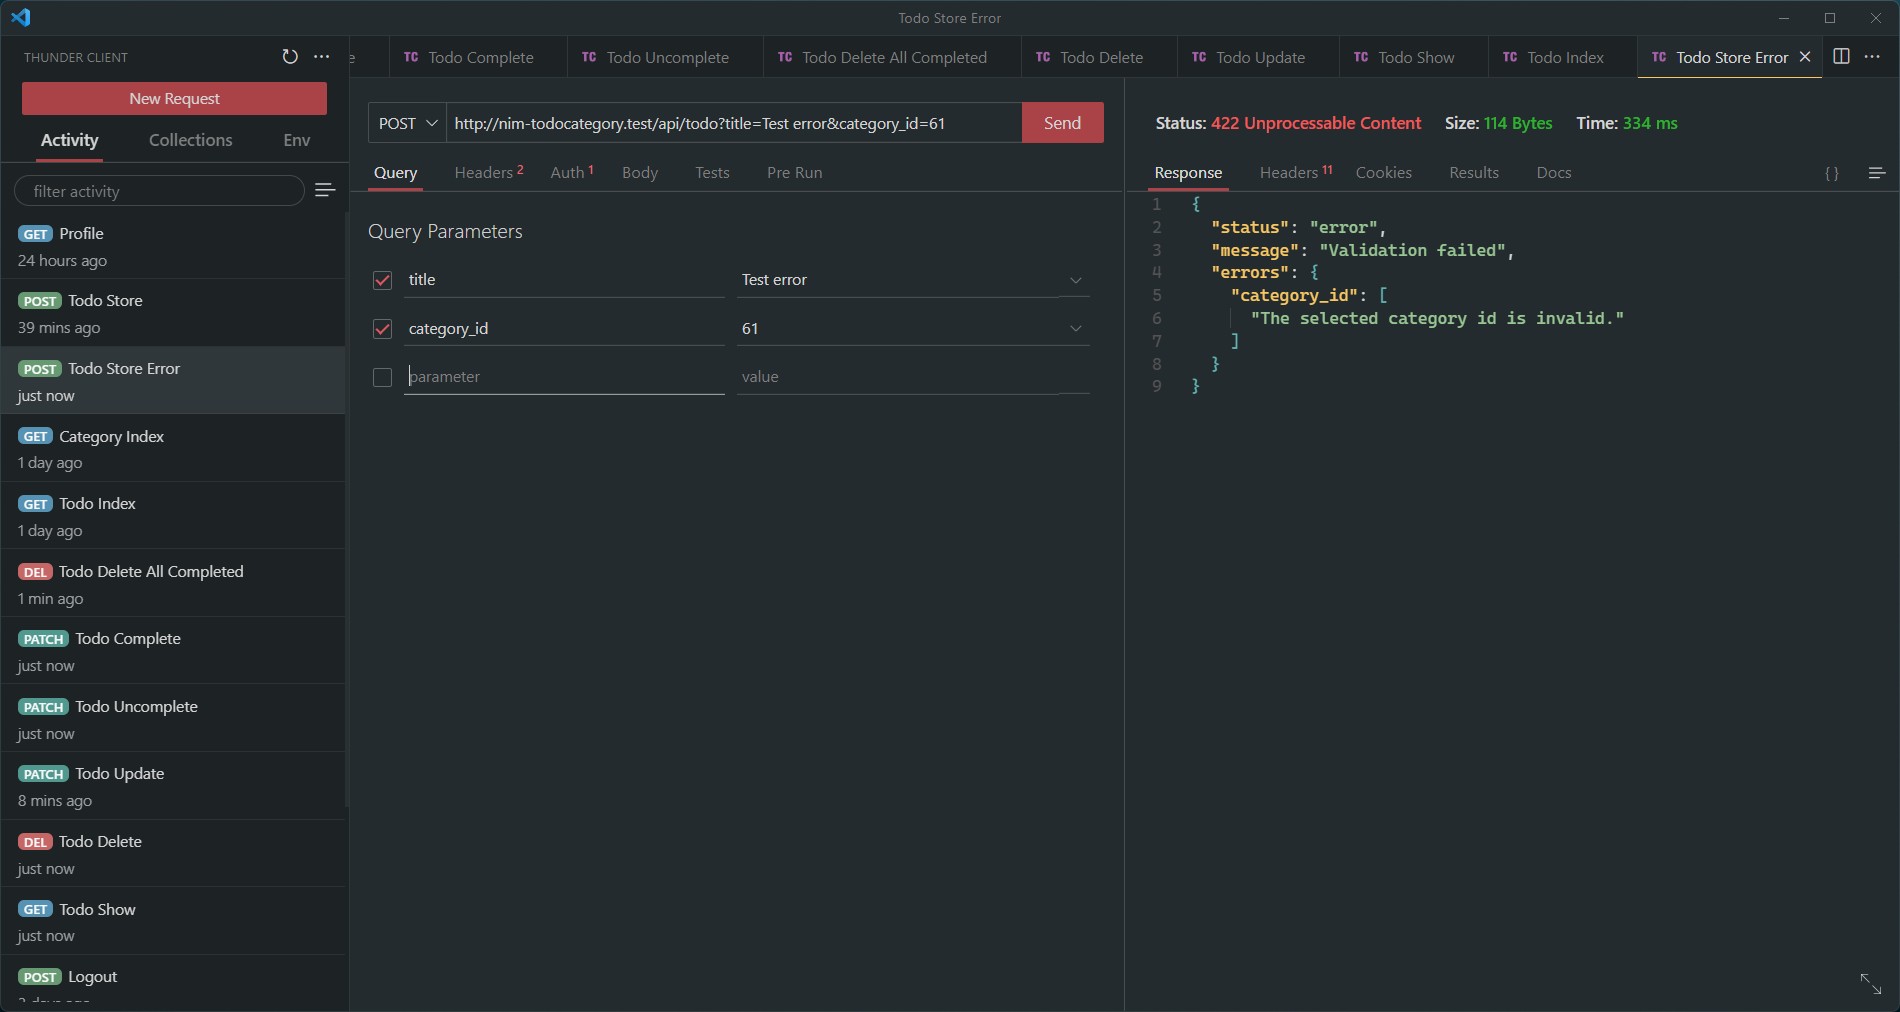 Todo Store Error
THUNDER CLIENT
New Request
Activity Collections Env
filter activity
GET Profile
24 hours ago
POST Todo Store
39 mins ago
POST Todo Store Error
just now
GET Category Index
1 day ago
GET Todo Index
1 day ago
DEL Todo Delete All Completed
1 min ago
PATCH Todo Complete
just now
PATCH Todo Uncomplete
just now
PATCH Todo Update
8 mins ago
DEL Todo Delete
just now
GET Todo Show
just now
POST Logout
e TC Todo Complete TC Todo Uncomplete TC Todo Delete All Completed TC Todo Delete TC Todo Update TC Todo Show TC Todo Index TC Todo Store Error
POST http://nim-todocategory.test/api/todo?title=Test error&category_id=61 Send
Query Headers 2 Auth 1 Body Tests Pre Run
Query Parameters
title Test error
category_id 61
parameter value
Status: 422 Unprocessable Content Size: 114 Bytes Time: 334 ms
Response Headers 11 Cookies Results Docs { }
1 {
2 "status": "error",
3 "message": "Validation failed",
4 "errors": {
5 "category_id": [
6 "The selected category id is invalid."
7 ]
8 }
9 }